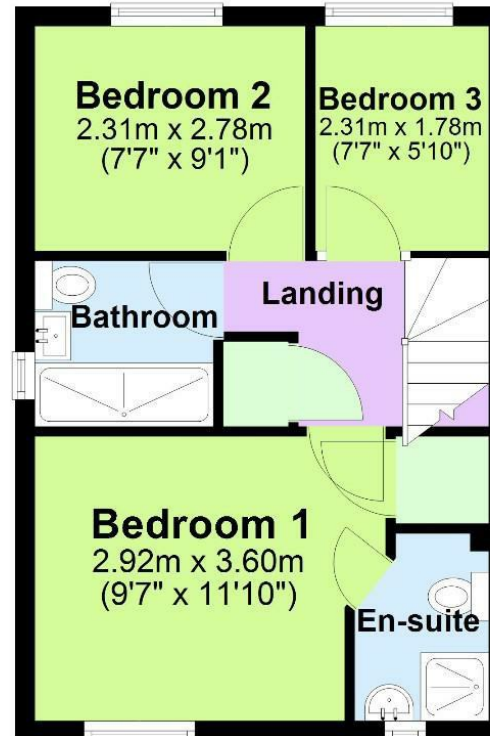 Bedroom 2
2.31m x 2.78m
(7'7" x 9'1")
Bedroom 3
2.31m x 1.78m
(7'7" x 5'10")
Bathroom
Landing
Bedroom 1
2.92m x 3.60m
(9'7" x 11'10")
En-suite